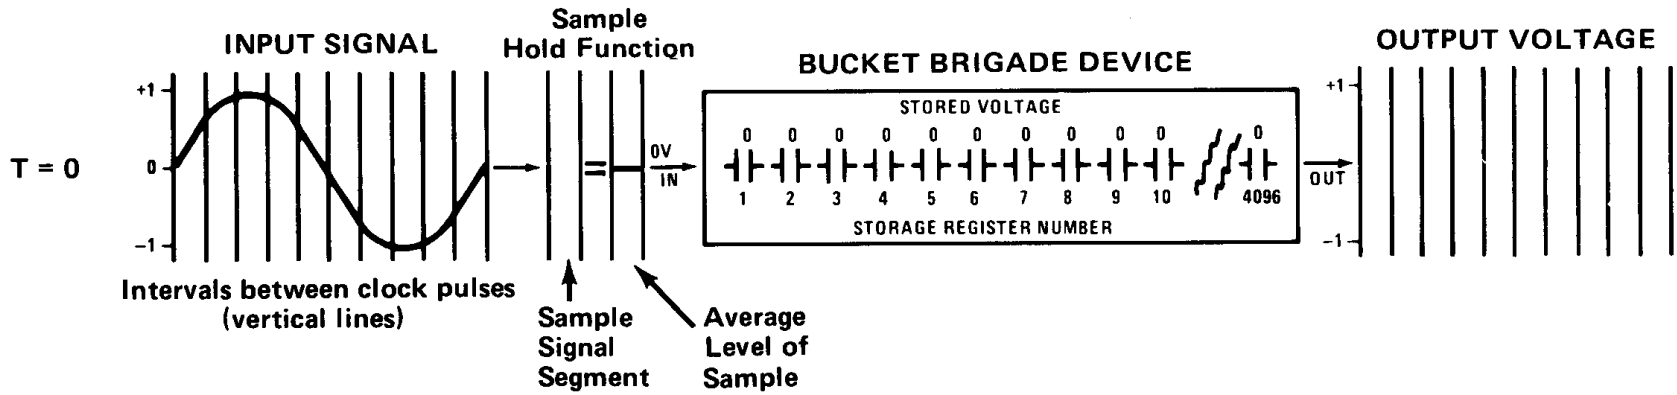 T = 0
INPUT SIGNAL
+1
0
−1
Intervals between clock pulses
(vertical lines)
Sample
Hold Function
=
0V
IN
Sample
Signal
Segment
Average
Level of
Sample
BUCKET BRIGADE DEVICE
STORED VOLTAGE
0 0 0 0 0 0 0 0 0 0 0
1 2 3 4 5 6 7 8 9 10 4096
STORAGE REGISTER NUMBER
OUT
OUTPUT VOLTAGE
+1
−1